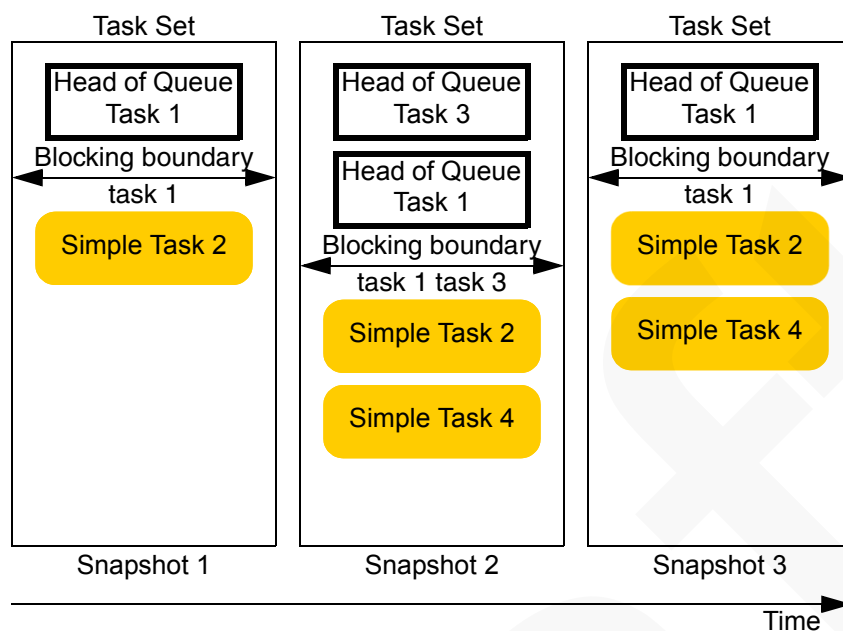 Task Set
Head of Queue
Task 1
Blocking boundary
task 1
Simple Task 2
Snapshot 1
Task Set
Head of Queue
Task 3
Head of Queue
Task 1
Blocking boundary
task 1 task 3
Simple Task 2
Simple Task 4
Snapshot 2
Task Set
Head of Queue
Task 1
Blocking boundary
task 1
Simple Task 2
Simple Task 4
Snapshot 3
Time